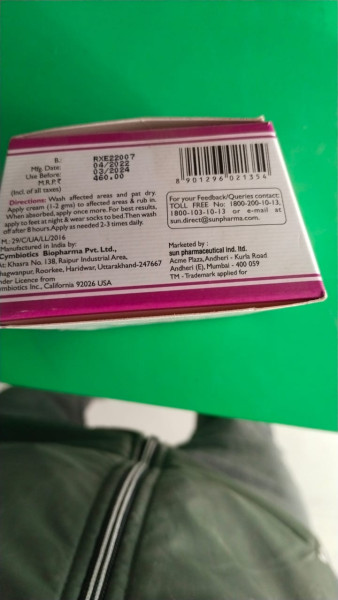 B.: RXE22007
Mfg. Date: 04/2022
Use Before: 03/2024
M.R.P.₹ 460.00
(Incl. of all taxes)
Directions: Wash affected areas and pat dry.
Apply cream (1-2 gms) to affected areas & rub in.
When absorbed, apply once more. For best results,
apply to feet at night & wear socks to bed. Then wash
off after 8 hours. Apply as needed 2-3 times daily.
M.: 29/C/UA/LL/2016
Manufactured in India by:
Cymbiotics Biopharma Pvt. Ltd.,
At: Khasra No. 138, Raipur Industrial Area,
hagwanpur, Roorkee, Haridwar, Uttarakhand-247667
nder Licence from
mbiotics Inc., California 92026 USA
8 901296 021354
For your Feedback/Queries contact:
TOLL FREE No: 1800-200-10-13,
1800-103-10-13 or e-mail at
sun.direct@sunpharma.com.
Marketed by :
sun pharmaceutical ind. ltd.
Acme Plaza, Andheri - Kurla Road
Andheri (E), Mumbai - 400 059
TM - Trademark applied for